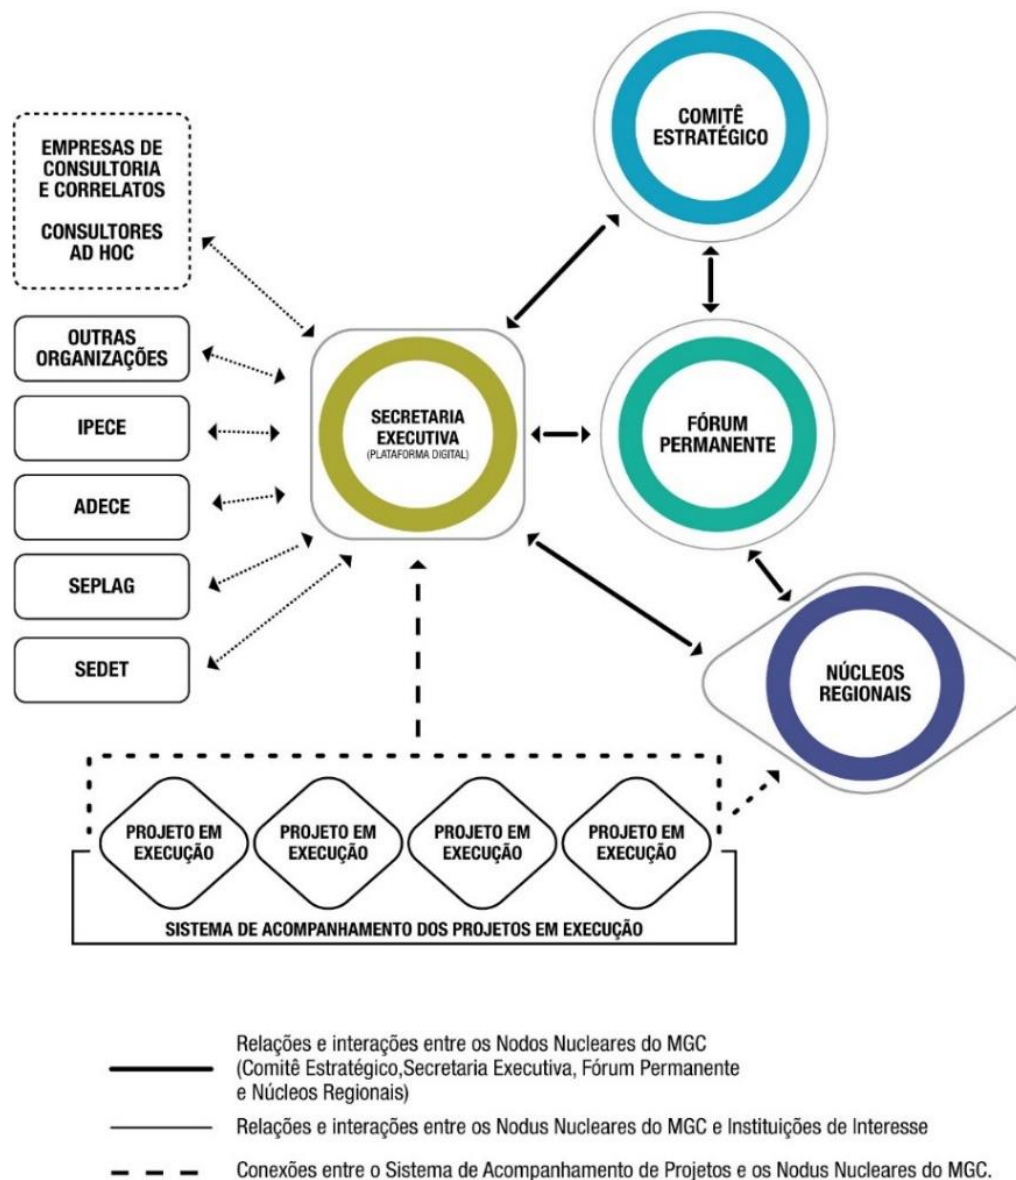 COMITÊ
ESTRATÉGICO
EMPRESAS DE
CONSULTORIA
E CORRELATOS
CONSULTORES
AD HOC
OUTRAS
ORGANIZAÇÕES
IPECE
ADECE
SEPLAG
SEDET
SECRETARIA
EXECUTIVA
(PLATAFORMA DIGITAL)
FÓRUM
PERMANENTE
NÚCLEOS
REGIONAIS
PROJETO EM
EXECUÇÃO
PROJETO EM
EXECUÇÃO
PROJETO EM
EXECUÇÃO
PROJETO EM
EXECUÇÃO
SISTEMA DE ACOMPANHAMENTO DOS PROJETOS EM EXECUÇÃO
Relações e interações entre os Nodos Nucleares do MGC
(Comitê Estratégico,Secretaria Executiva, Fórum Permanente
e Núcleos Regionais)
Relações e interações entre os Nodus Nucleares do MGC e Instituições de Interesse
Conexões entre o Sistema de Acompanhamento de Projetos e os Nodus Nucleares do MGC.